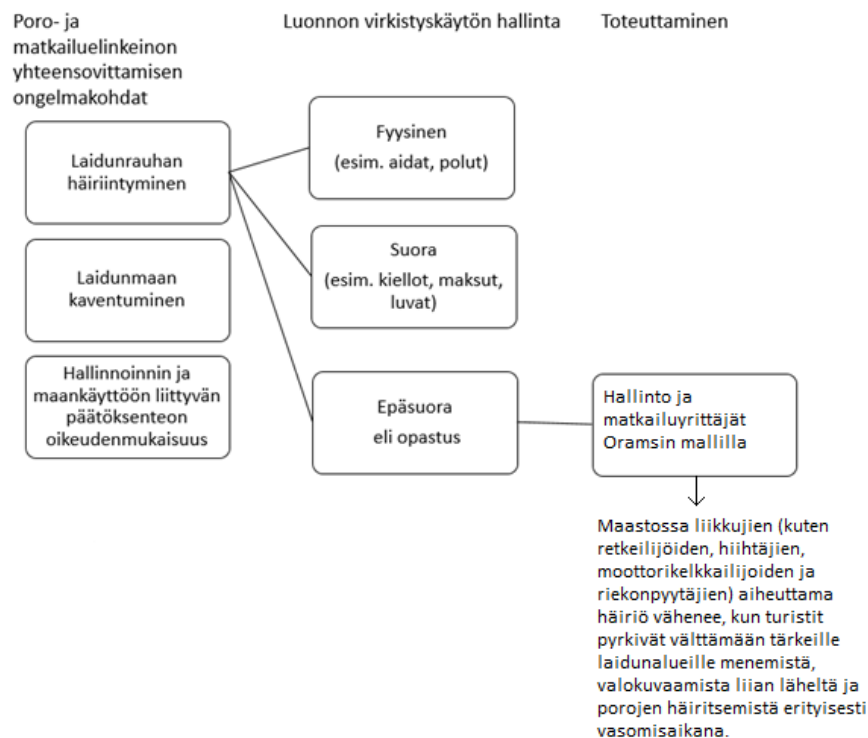 Poro- ja
matkailuelinkeinon
yhteensovittamisen
ongelmakohdat
Luonnon virkistyskäytön hallinta
Toteuttaminen
Laidunrauhan
häiriintyminen
Laidunmaan
kaventuminen
Hallinnoinnin ja
maankäyttöön liittyvän
päätöksenteon
oikeudenmukaisuus
Fyysinen
(esim. aidat, polut)
Suora
(esim. kiellot, maksut,
luvat)
Epäsuora
eli opastus
Hallinto ja
matkailuyrittäjät
Oramsin mallilla
Maastossa liikkujien (kuten
retkeilijöiden, hiihtäjien,
moottorikelkkailijoiden ja
riekonpyytäjien) aiheuttama
häiriö vähenee, kun turistit
pyrkivät välttämään tärkeille
laidunalueille menemistä,
valokuvaamista liian läheltä ja
porojen häiritsemistä erityisesti
vasomisaikana.